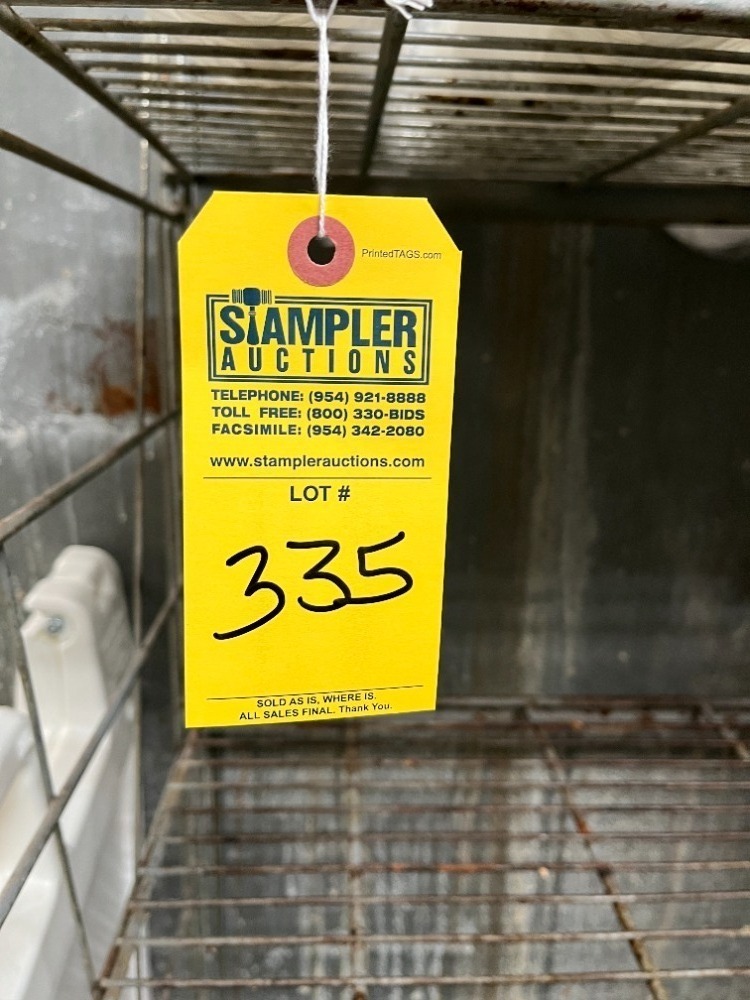 PrintedTAGS.com
STAMPLER
AUCTIONS
TELEPHONE: (954) 921-8888
TOLL FREE: (800) 330-BIDS
FACSIMILE: (954) 342-2080
www.stamplerauctions.com
LOT #
335
SOLD AS IS, WHERE IS.
ALL SALES FINAL. Thank You.